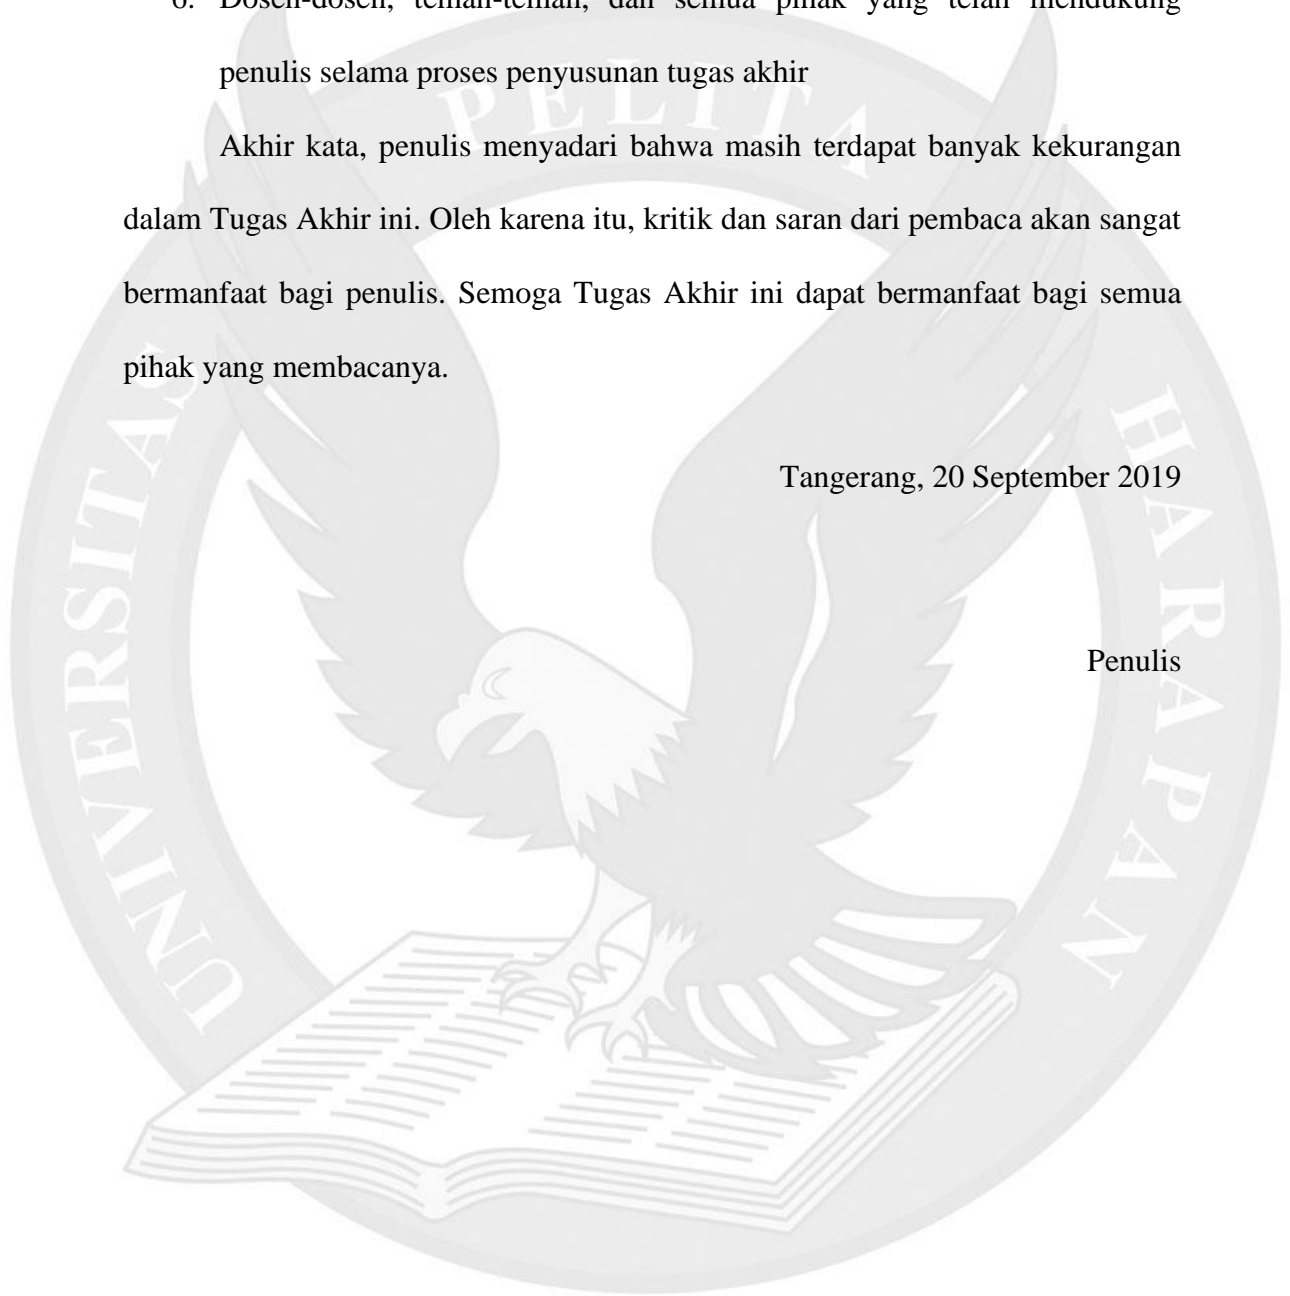 6. Dosen-dosen, teman-teman, dan semua pihak yang telah mendukung
penulis selama proses penyusunan tugas akhir
Akhir kata, penulis menyadari bahwa masih terdapat banyak kekurangan
dalam Tugas Akhir ini. Oleh karena itu, kritik dan saran dari pembaca akan sangat
bermanfaat bagi penulis. Semoga Tugas Akhir ini dapat bermanfaat bagi semua
pihak yang membacanya.
Tangerang, 20 September 2019
Penulis
UNIVERSITAS
PELITA
HARAPAN